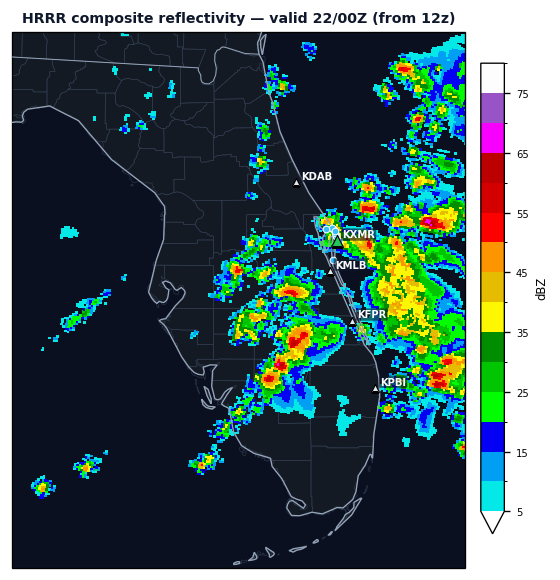 HRRR composite reflectivity — valid 22/00Z (from 12z)
KDAB
KXMR
KMLB
KFPR
KPBI
75
65
55
45
35
25
15
5
dBZ